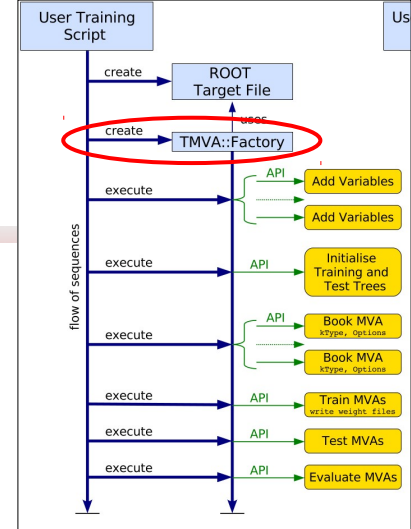 User Training
Script
Us
create
ROOT
Target File
uses
create
TMVA::Factory
execute
API
Add Variables
Add Variables
execute
API
Initialise
Training and
Test Trees
flow of sequences
execute
API
Book MVA
kType, Options
Book MVA
kType, Options
execute
API
Train MVAs
write weight files
execute
API
Test MVAs
execute
API
Evaluate MVAs